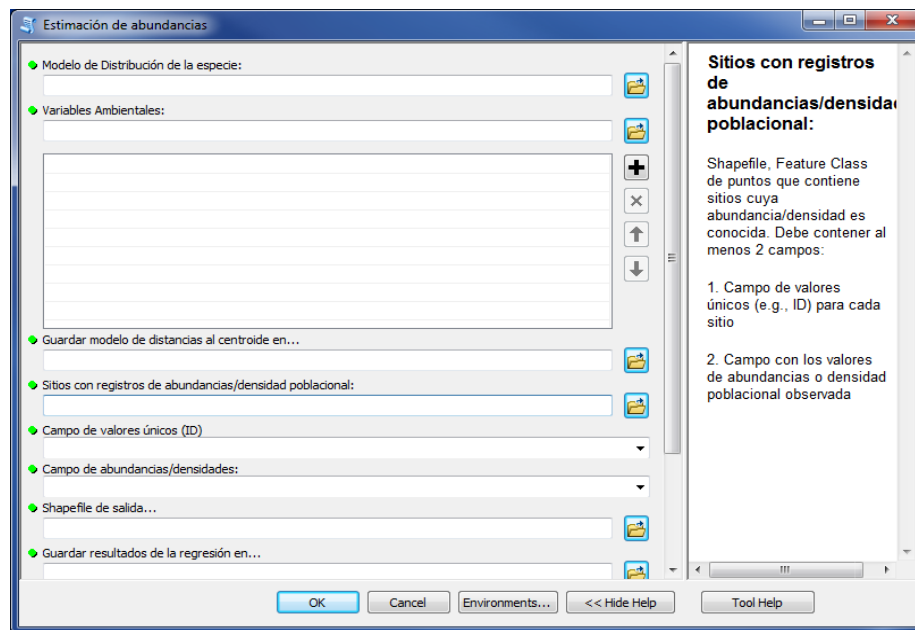 Estimación de abundancias
Modelo de Distribución de la especie:
Variables Ambientales:
Guardar modelo de distancias al centroide en...
Sitios con registros de abundancias/densidad poblacional:
Campo de valores únicos (ID)
Campo de abundancias/densidades:
Shapefile de salida...
Guardar resultados de la regresión en...
OK
Cancel
Environments...
<< Hide Help
Tool Help
Sitios con registros
de
abundancias/densidad
poblacional:
Shapefile, Feature Class
de puntos que contiene
sitios cuya
abundancia/densidad es
conocida. Debe contener al
menos 2 campos:
1. Campo de valores
únicos (e.g., ID) para cada
sitio
2. Campo con los valores
de abundancias o densidad
poblacional observada